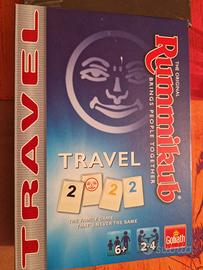 TRAVEL
THE ORIGINAL
Rummikub
BRINGS PEOPLE TOGETHER
TRAVEL
2 2 2
THE FAMILY GAME
THAT'S NEVER THE SAME
6+
2-4
Goliath
subito